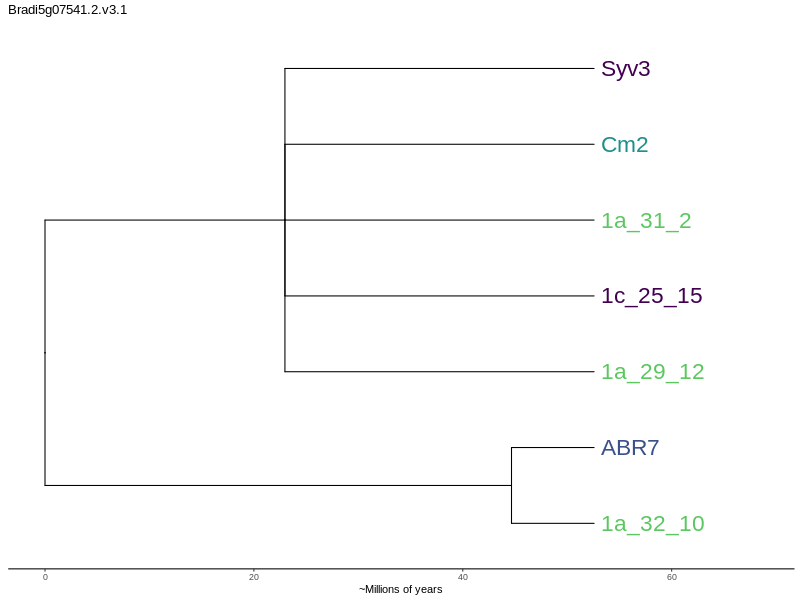 Bradi5g07541.2.v3.1
Syv3
Cm2
1a_31_2
1c_25_15
1a_29_12
ABR7
1a_32_10
0 20 40 60
~Millions of years